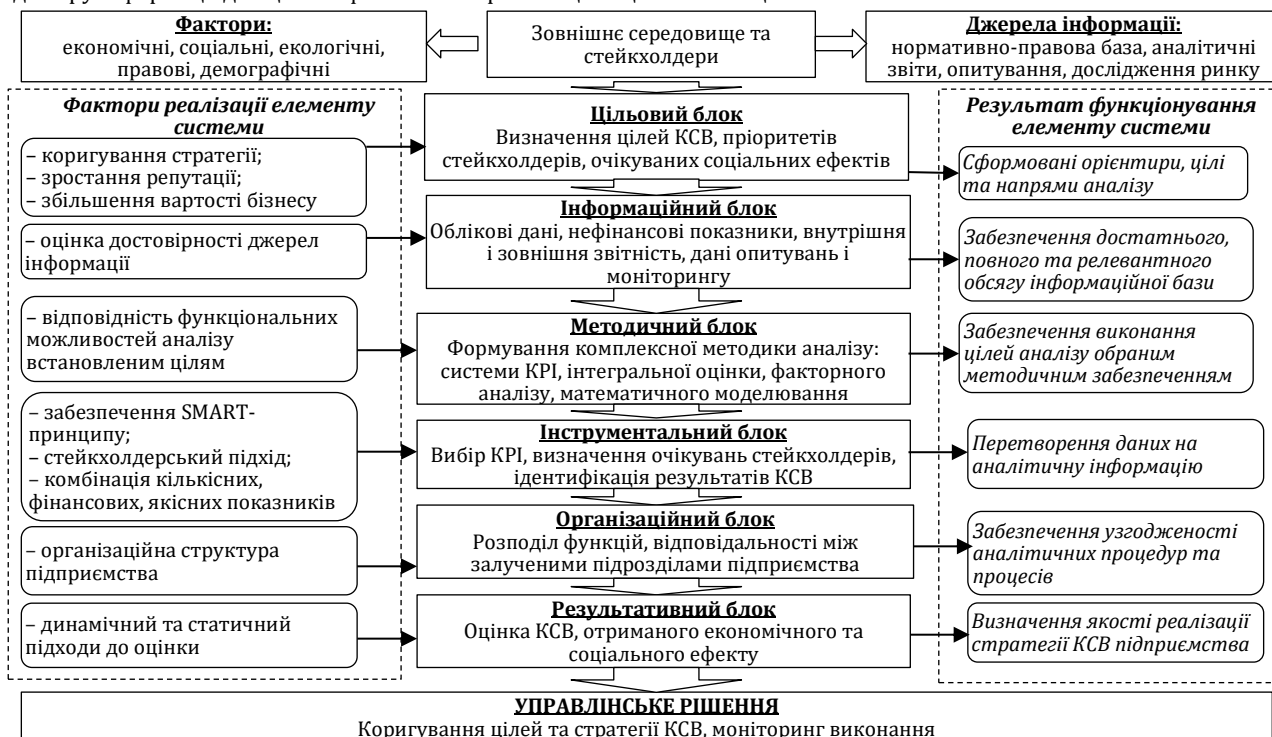 Фактори:
економічні, соціальні, екологічні,
правові, демографічні
Зовнішнє середовище та
стейкхолдери
Джерела інформації:
нормативно-правова база, аналітичні
звіти, опитування, дослідження ринку
Фактори реалізації елементу
системи
Цільовий блок
Визначення цілей КСВ, пріоритетів
стейкхолдерів, очікуваних соціальних ефектів
Результат функціонування
елементу системи
– коригування стратегії;
– зростання репутації;
– збільшення вартості бізнесу
Сформовані орієнтири, цілі
та напрями аналізу
– оцінка достовірності джерел
інформації
Інформаційний блок
Облікові дані, нефінансові показники, внутрішня
і зовнішня звітність, дані опитувань і
моніторингу
Забезпечення достатнього,
повного та релевантного
обсягу інформаційної бази
– відповідність функціональних
можливостей аналізу
встановленим цілям
Методичний блок
Формування комплексної методики аналізу:
системи КРІ, інтегральної оцінки, факторного
аналізу, математичного моделювання
Забезпечення виконання
цілей аналізу обраним
методичним забезпеченням
– забезпечення SMART-
принципу;
– стейкхолдерський підхід;
– комбінація кількісних,
фінансових, якісних показників
Інструментальний блок
Вибір КРІ, визначення очікувань стейкхолдерів,
ідентифікація результатів КСВ
Перетворення даних на
аналітичну інформацію
– організаційна структура
підприємства
Організаційний блок
Розподіл функцій, відповідальності між
залученими підрозділами підприємства
Забезпечення узгодженості
аналітичних процедур та
процесів
– динамічний та статичний
підходи до оцінки
Результативний блок
Оцінка КСВ, отриманого економічного та
соціального ефекту
Визначення якості реалізації
стратегії КСВ підприємства
УПРАВЛІНСЬКЕ РІШЕННЯ
Коригування цілей та стратегії КСВ, моніторинг виконання